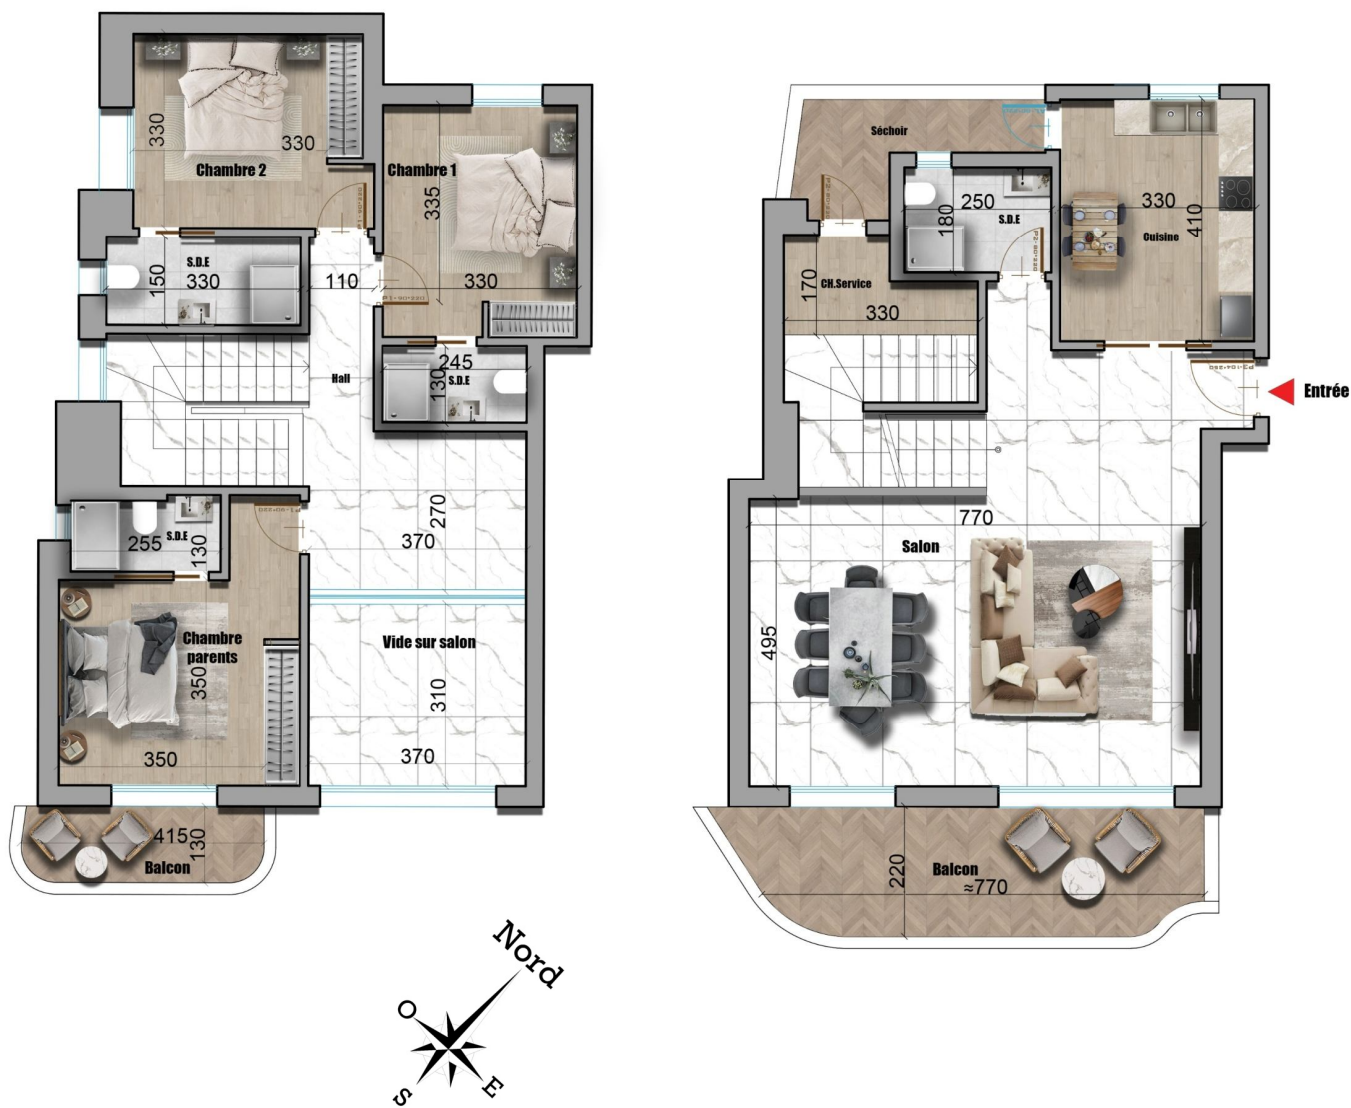 330
330
Chambre 2
Chambre 1
335
330
S.D.E
150
330
110
Hall
245
130
S.D.E
270
370
255
S.D.E
130
Chambre
parents
350
350
Vide sur salon
310
370
415
130
Balcon
Séchoir
250
180
S.D.E
330
410
Cuisine
170
CH.Service
330
Entrée
770
Salon
495
220
Balcon
≈770
Nord
O
S
E